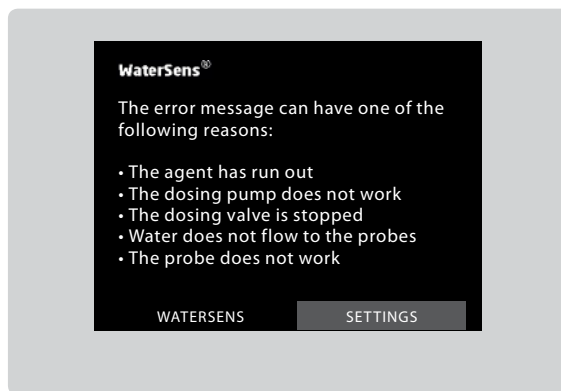 WaterSens®
The error message can have one of the
following reasons:
• The agent has run out
• The dosing pump does not work
• The dosing valve is stopped
• Water does not flow to the probes
• The probe does not work
WATERSENS
SETTINGS